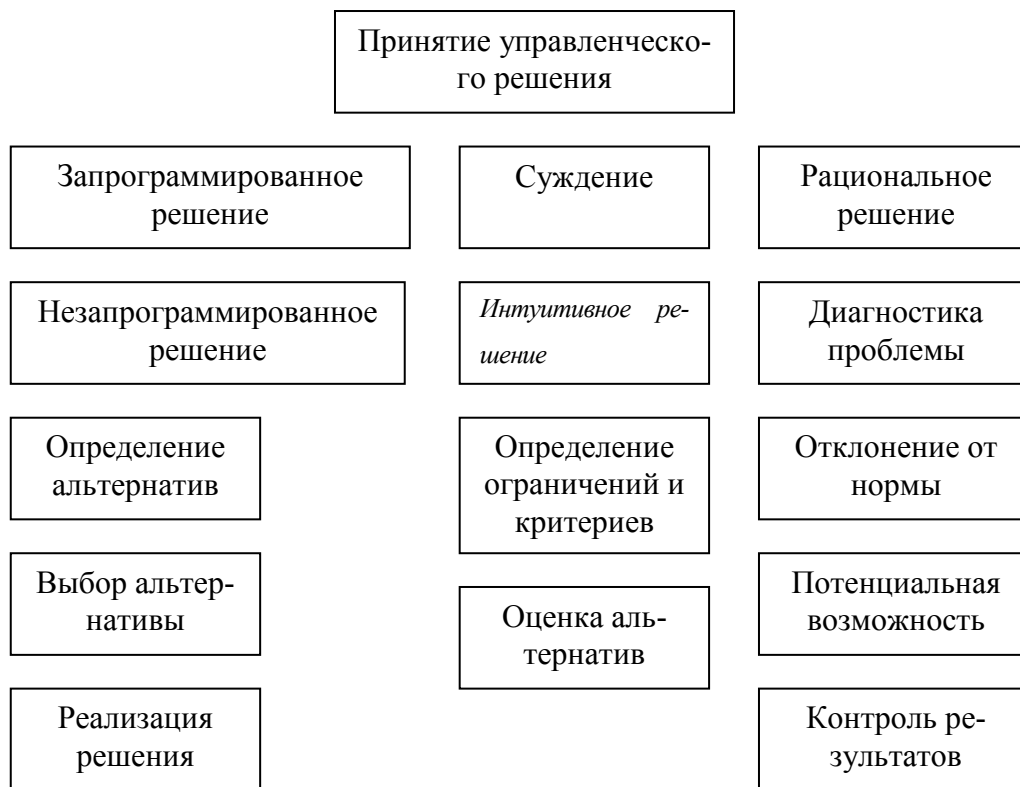 Принятие управленческо-
го решения
Запрограммированное
решение
Суждение
Рациональное
решение
Незапрограммированное
решение
Интуитивное ре-
шение
Диагностика
проблемы
Определение
альтернатив
Определение
ограничений и
критериев
Отклонение от
нормы
Выбор альтер-
нативы
Оценка аль-
тернатив
Потенциальная
возможность
Реализация
решения
Контроль ре-
зультатов